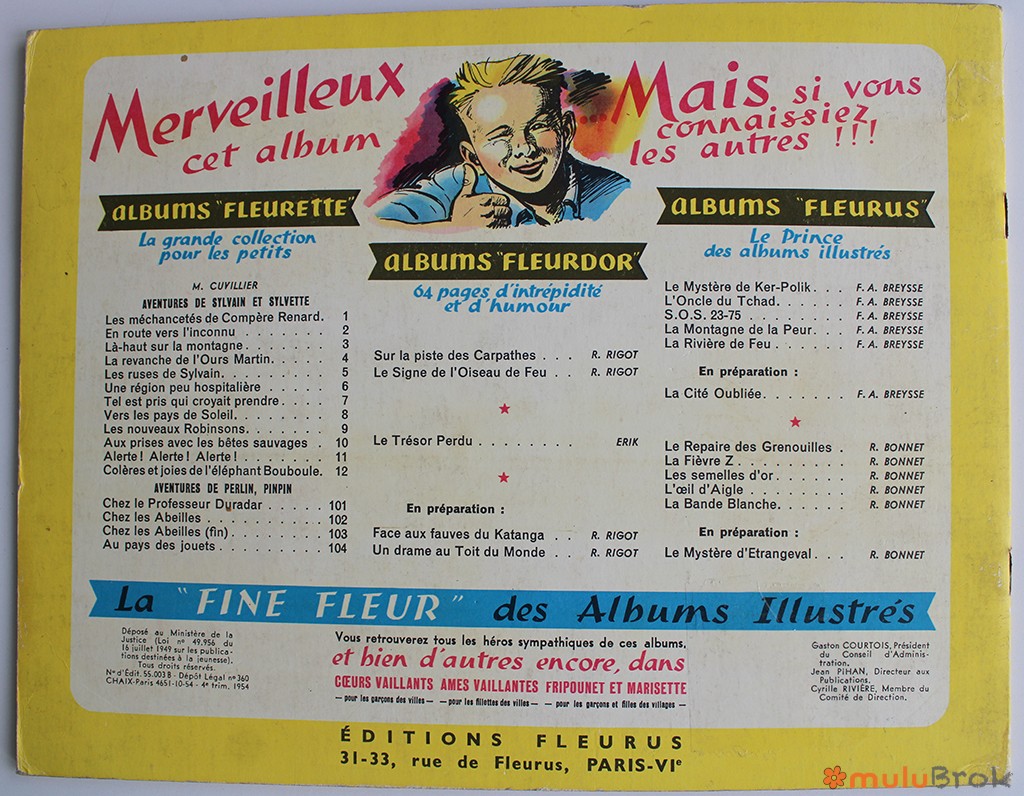 Merveilleux
cet album
...Mais si vous
connaissiez
les autres !!!
ALBUMS "FLEURETTE"
La grande collection
pour les petits
M. CUVILLIER
AVENTURES DE SYLVAIN ET SYLVETTE
Les méchancetés de Compère Renard. 1
En route vers l'inconnu . . . . . . . 2
Là-haut sur la montagne . . . . . . . 3
La revanche de l'Ours Martin. . . . . 4
Les ruses de Sylvain. . . . . . . . . 5
Une région peu hospitalière . . . . . 6
Tel est pris qui croyait prendre . . . . 7
Vers les pays de Soleil. . . . . . . . 8
Les nouveaux Robinsons. . . . . . . 9
Aux prises avec les bêtes sauvages . 10
Alerte ! Alerte ! Alerte ! . . . . . . . 11
Colères et joies de l'éléphant Bouboule. 12
AVENTURES DE PERLIN, PINPIN
Chez le Professeur Duradar . . . . . 101
Chez les Abeilles . . . . . . . . . . 102
Chez les Abeilles (fin) . . . . . . . . 103
Au pays des jouets . . . . . . . . . 104
ALBUMS "FLEURDOR"
64 pages d'intrépidité
et d'humour
Sur la piste des Carpathes . . . R. RIGOT
Le Signe de l'Oiseau de Feu . . R. RIGOT
Le Trésor Perdu . . . . . . . . ERIK
En préparation :
Face aux fauves du Katanga . . R. RIGOT
Un drame au Toit du Monde . . R. RIGOT
ALBUMS "FLEURUS"
Le Prince
des albums illustrés
Le Mystère de Ker-Polik. . . F. A. BREYSSE
L'Oncle du Tchad. . . . . . F. A. BREYSSE
S.O.S. 23-75 . . . . . . . F. A. BREYSSE
La Montagne de la Peur. . . F. A. BREYSSE
La Rivière de Feu . . . . . F. A. BREYSSE
En préparation :
La Cité Oubliée. . . . . . . F. A. BREYSSE
Le Repaire des Grenouilles . R. BONNET
La Fièvre Z . . . . . . . . . R. BONNET
Les semelles d'or. . . . . . R. BONNET
L'œil d'Aigle . . . . . . . . R. BONNET
La Bande Blanche. . . . . . R. BONNET
En préparation :
Le Mystère d'Etrangeval . . . R. BONNET
La "FINE FLEUR" des Albums Illustrés
Déposé au Ministère de la
Justice (Loi n° 49.956 du
16 juillet 1949 sur les publica-
tions destinées à la jeunesse).
Tous droits réservés.
N° d'Édit. 55.003 B - Dépôt Légal n° 360
CHAIX-Paris 4651-10-54 - 4e trim. 1954
Vous retrouverez tous les héros sympathiques de ces albums,
et bien d'autres encore, dans
CŒURS VAILLANTS AMES VAILLANTES FRIPOUNET ET MARISETTE
— pour les garçons des villes — — pour les fillettes des villes — — pour les garçons et filles des villages —
Gaston COURTOIS, Président
du Conseil d'Adminis-
tration.
Jean PIHAN, Directeur aux
Publications.
Cyrille RIVIÈRE, Membre du
Comité de Direction.
ÉDITIONS FLEURUS
31-33, rue de Fleurus, PARIS-VIe
muluBrok